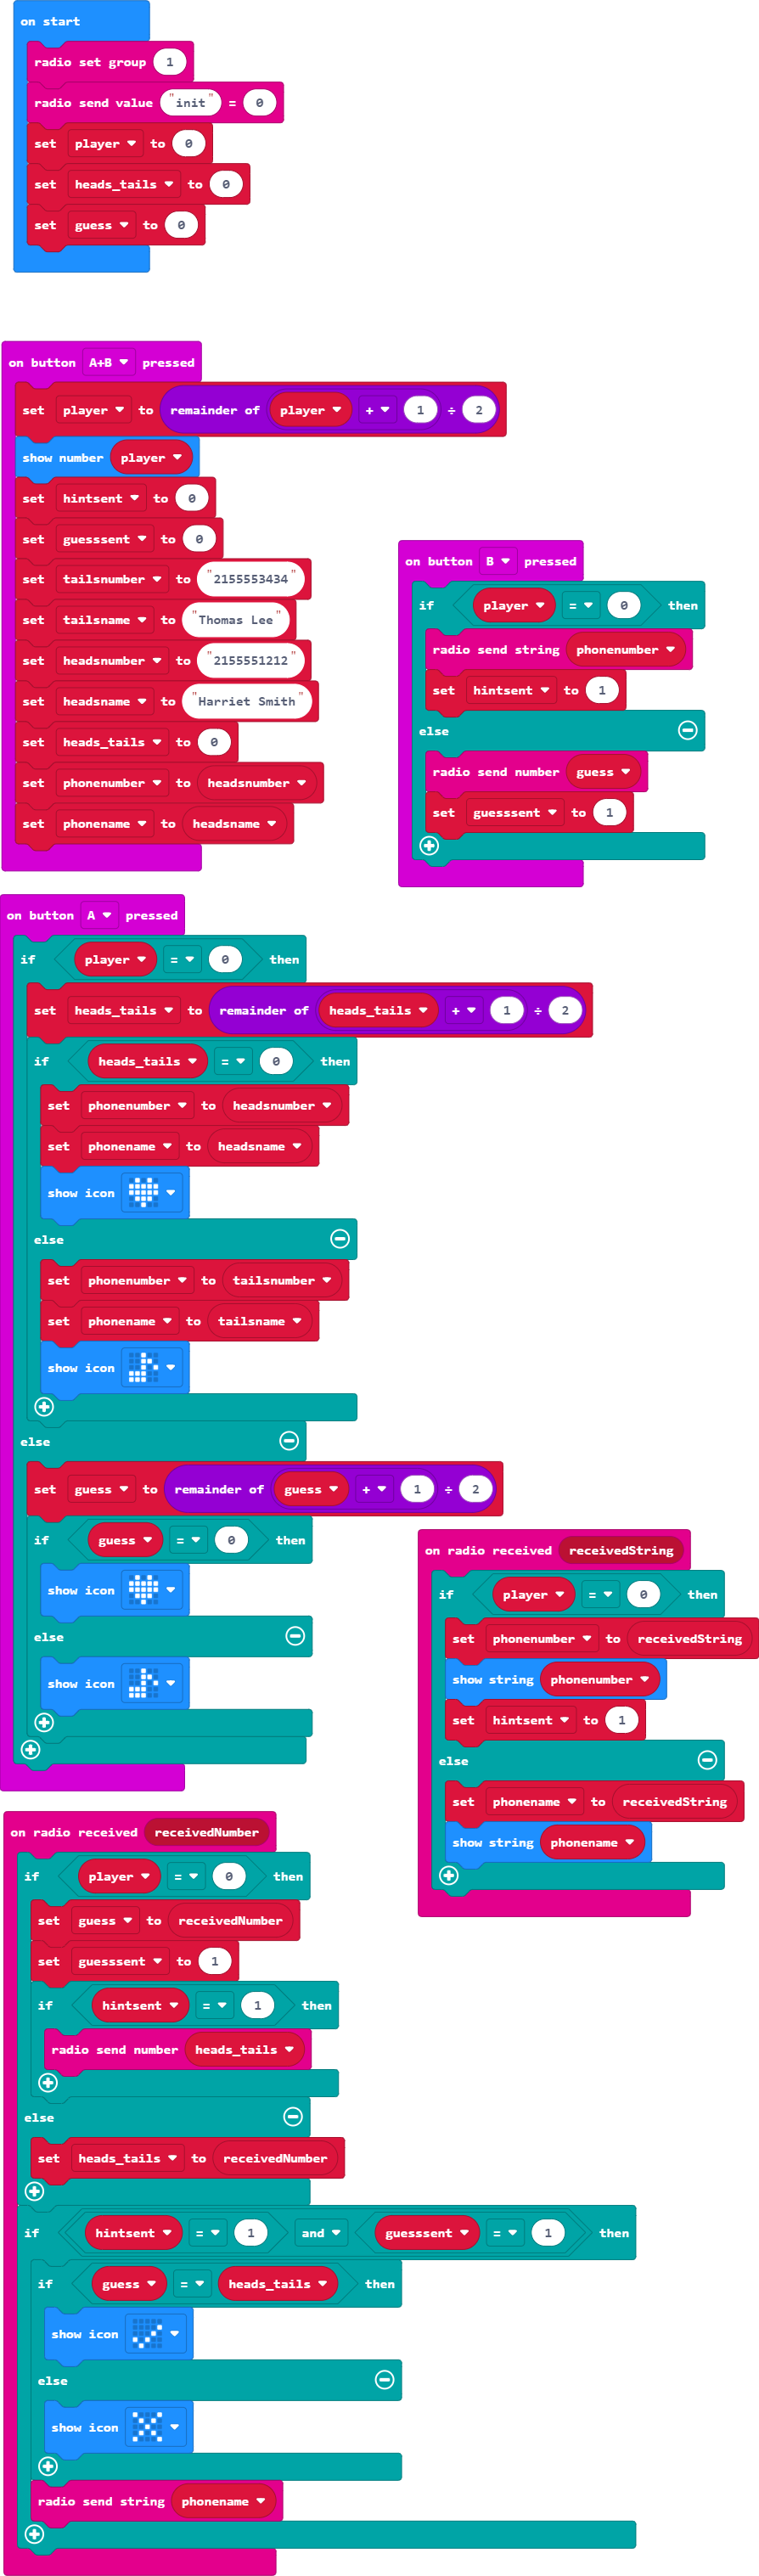 on start
radio set group 1
radio send value "init" = 0
set player to 0
set heads_tails to 0
set guess to 0
on button A+B pressed
set player to remainder of player + 1 ÷ 2
show number player
set hintsent to 0
set guesssent to 0
set tailsnumber to "2155553434"
set tailsname to "Thomas Lee"
set headsnumber to "2155551212"
set headsname to "Harriet Smith"
set heads_tails to 0
set phonenumber to headsnumber
set phonename to headsname
on button B pressed
if player = 0 then
radio send string phonenumber
set hintsent to 1
else
radio send number guess
set guesssent to 1
on button A pressed
if player = 0 then
set heads_tails to remainder of heads_tails + 1 ÷ 2
if heads_tails = 0 then
set phonenumber to headsnumber
set phonename to headsname
show icon
else
set phonenumber to tailsnumber
set phonename to tailsname
show icon
else
set guess to remainder of guess + 1 ÷ 2
if guess = 0 then
show icon
else
show icon
on radio received receivedString
if player = 0 then
set phonenumber to receivedString
show string phonenumber
set hintsent to 1
else
set phonename to receivedString
show string phonename
on radio received receivedNumber
if player = 0 then
set guess to receivedNumber
set guesssent to 1
if hintsent = 1 then
radio send number heads_tails
else
set heads_tails to receivedNumber
if hintsent = 1 and guesssent = 1 then
if guess = heads_tails then
show icon
else
show icon
radio send string phonename